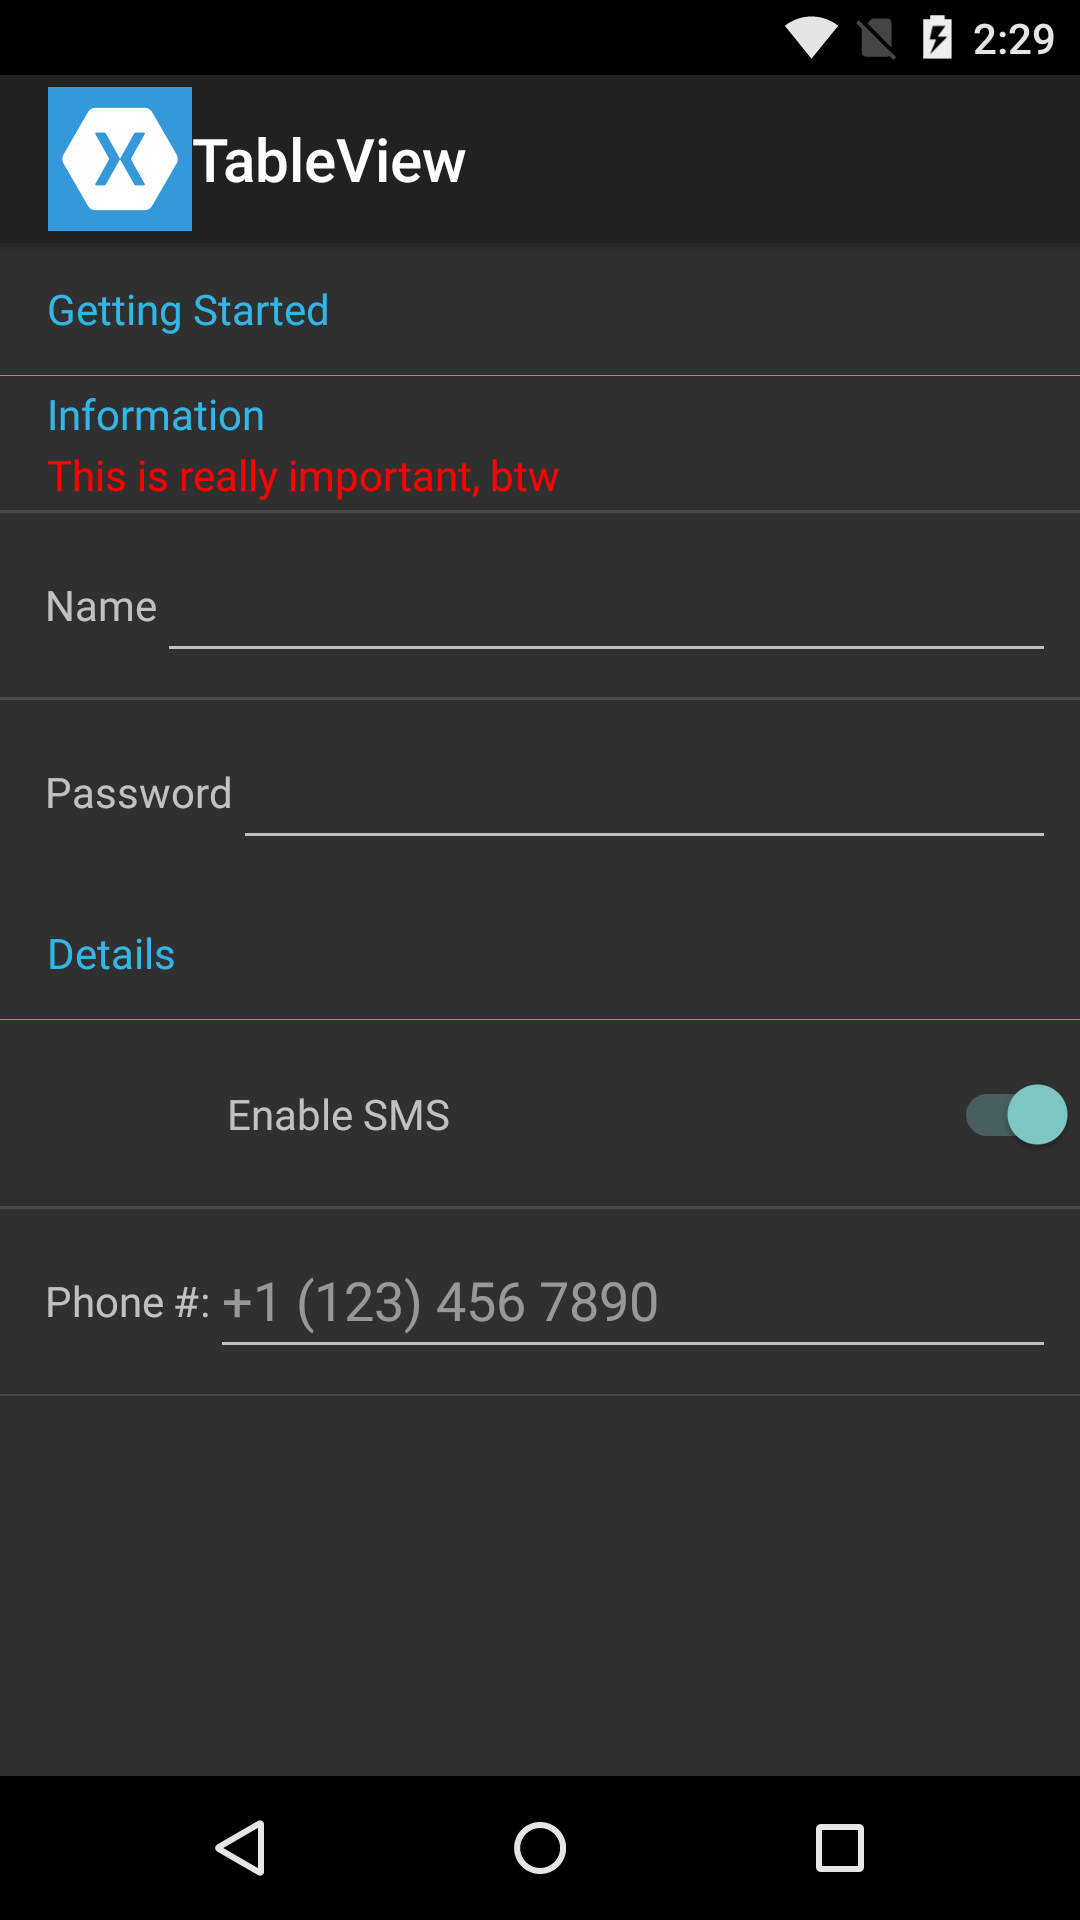 2:29
TableView
Getting Started
Information
This is really important, btw
Name
Password
Details
Enable SMS
Phone #: +1 (123) 456 7890